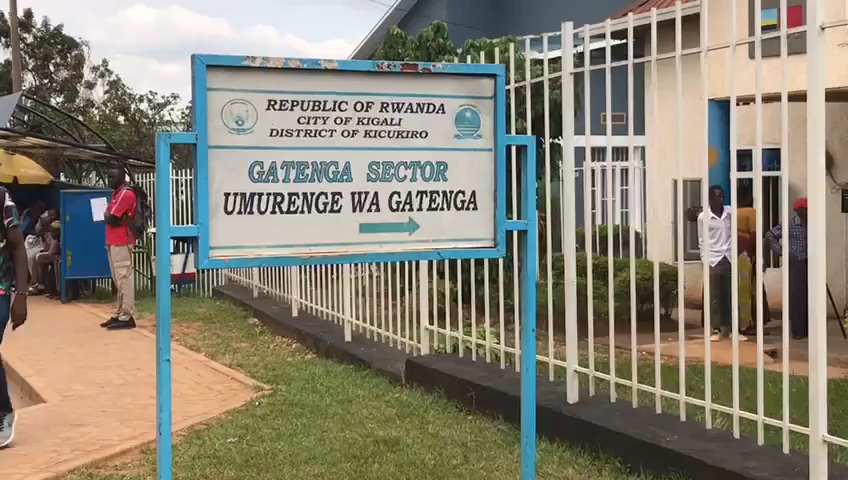 REPUBLIC OF RWANDA
CITY OF KIGALI
DISTRICT OF KICUKIRO
GATENGA SECTOR
UMURENGE WA GATENGA